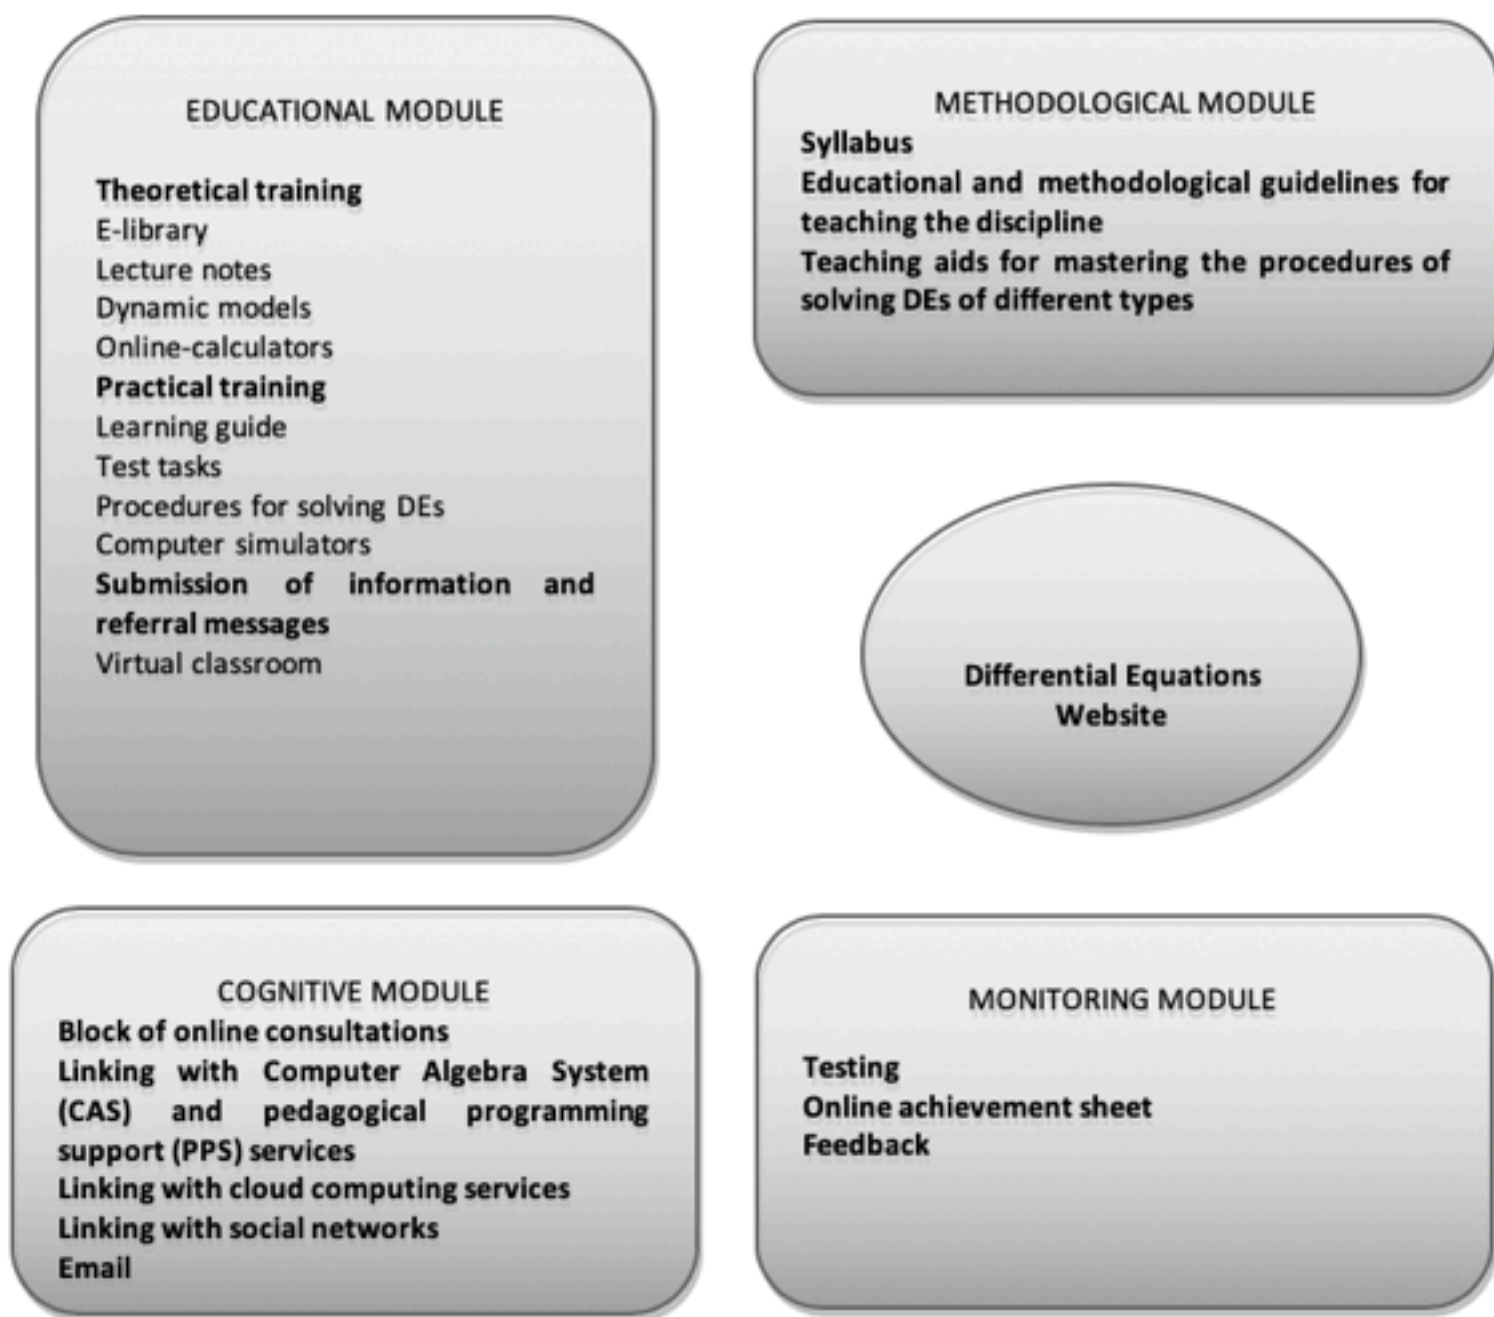 EDUCATIONAL MODULE
Theoretical training
E-library
Lecture notes
Dynamic models
Online-calculators
Practical training
Learning guide
Test tasks
Procedures for solving DEs
Computer simulators
Submission of information and
referral messages
Virtual classroom
METHODOLOGICAL MODULE
Syllabus
Educational and methodological guidelines for
teaching the discipline
Teaching aids for mastering the procedures of
solving DEs of different types
Differential Equations
Website
COGNITIVE MODULE
Block of online consultations
Linking with Computer Algebra System
(CAS) and pedagogical programming
support (PPS) services
Linking with cloud computing services
Linking with social networks
Email
MONITORING MODULE
Testing
Online achievement sheet
Feedback